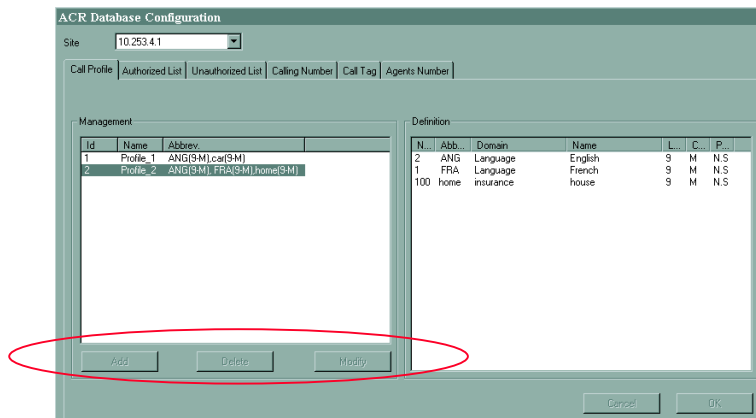 ACR Database Configuration
Site 10.253.4.1
Call Profile Authorized List Unauthorized List Calling Number Call Tag Agents Number
Management
Id Name Abbrev.
1 Profile_1 ANG(9-M),car(9-M)
2 Profile_2 ANG(9-M), FRA(9-M),home(9-M)
Add Delete Modify
Definition
N... Abb... Domain Name L... C... P...
2 ANG Language English 9 M N.S
1 FRA Language French 9 M N.S
100 home insurance house 9 M N.S
Cancel OK